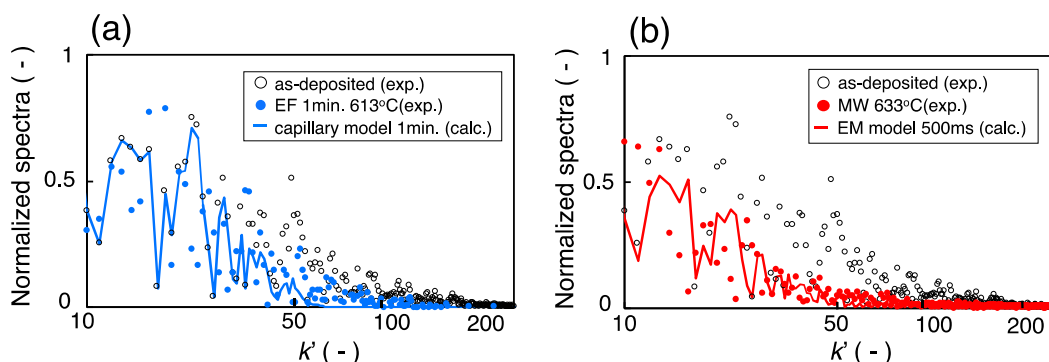 (a)
Normalized spectra ( - )
1
0.5
0
as-deposited (exp.)
EF 1min. 613°C(exp.)
capillary model 1min. (calc.)
10
50
100
200
k' ( - )
(b)
Normalized spectra ( - )
1
0.5
0
as-deposited (exp.)
MW 633°C(exp.)
EM model 500ms (calc.)
10
50
100
200
k' ( - )